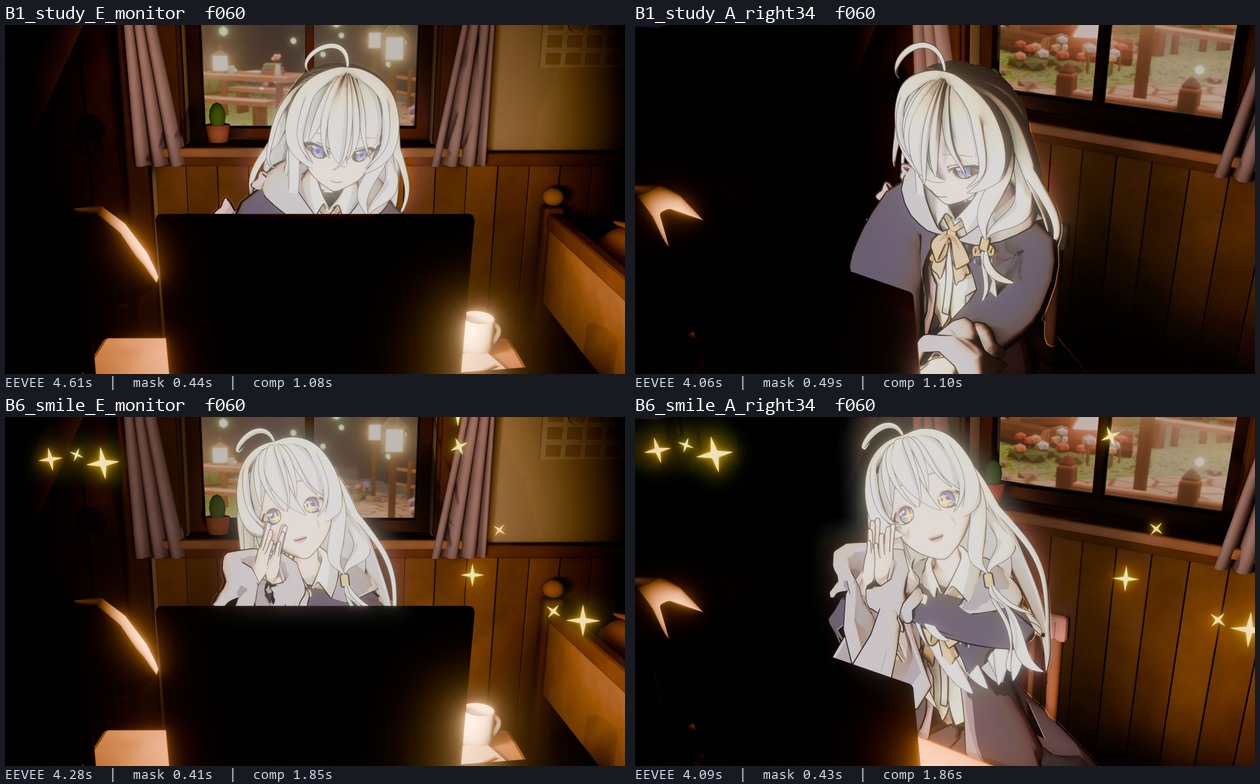 B1_study_E_monitor  f060
B1_study_A_right34  f060
EEVEE 4.61s  |  mask 0.44s  |  comp 1.08s
EEVEE 4.06s  |  mask 0.49s  |  comp 1.10s
B6_smile_E_monitor  f060
B6_smile_A_right34  f060
EEVEE 4.28s  |  mask 0.41s  |  comp 1.85s
EEVEE 4.09s  |  mask 0.43s  |  comp 1.86s